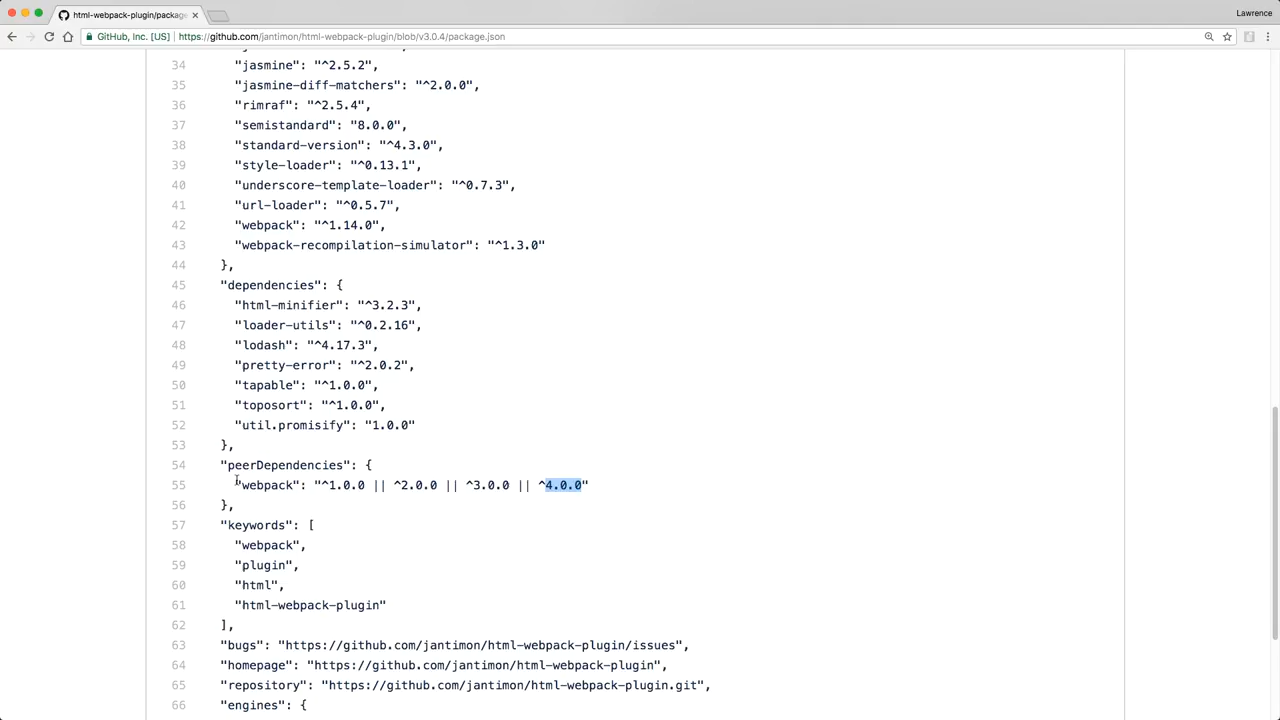 html-webpack-plugin/package
Lawrence
GitHub, Inc. [US] | https://github.com/jantimon/html-webpack-plugin/blob/v3.0.4/package.json
34 "jasmine": "^2.5.2",
35 "jasmine-diff-matchers": "^2.0.0",
36 "rimraf": "^2.5.4",
37 "semistandard": "8.0.0",
38 "standard-version": "^4.3.0",
39 "style-loader": "^0.13.1",
40 "underscore-template-loader": "^0.7.3",
41 "url-loader": "^0.5.7",
42 "webpack": "^1.14.0",
43 "webpack-recompilation-simulator": "^1.3.0"
44 },
45 "dependencies": {
46 "html-minifier": "^3.2.3",
47 "loader-utils": "^0.2.16",
48 "lodash": "^4.17.3",
49 "pretty-error": "^2.0.2",
50 "tapable": "^1.0.0",
51 "toposort": "^1.0.0",
52 "util.promisify": "1.0.0"
53 },
54 "peerDependencies": {
55 "webpack": "^1.0.0 || ^2.0.0 || ^3.0.0 || ^4.0.0"
56 },
57 "keywords": [
58 "webpack",
59 "plugin",
60 "html",
61 "html-webpack-plugin"
62 ],
63 "bugs": "https://github.com/jantimon/html-webpack-plugin/issues",
64 "homepage": "https://github.com/jantimon/html-webpack-plugin",
65 "repository": "https://github.com/jantimon/html-webpack-plugin.git",
66 "engines": {